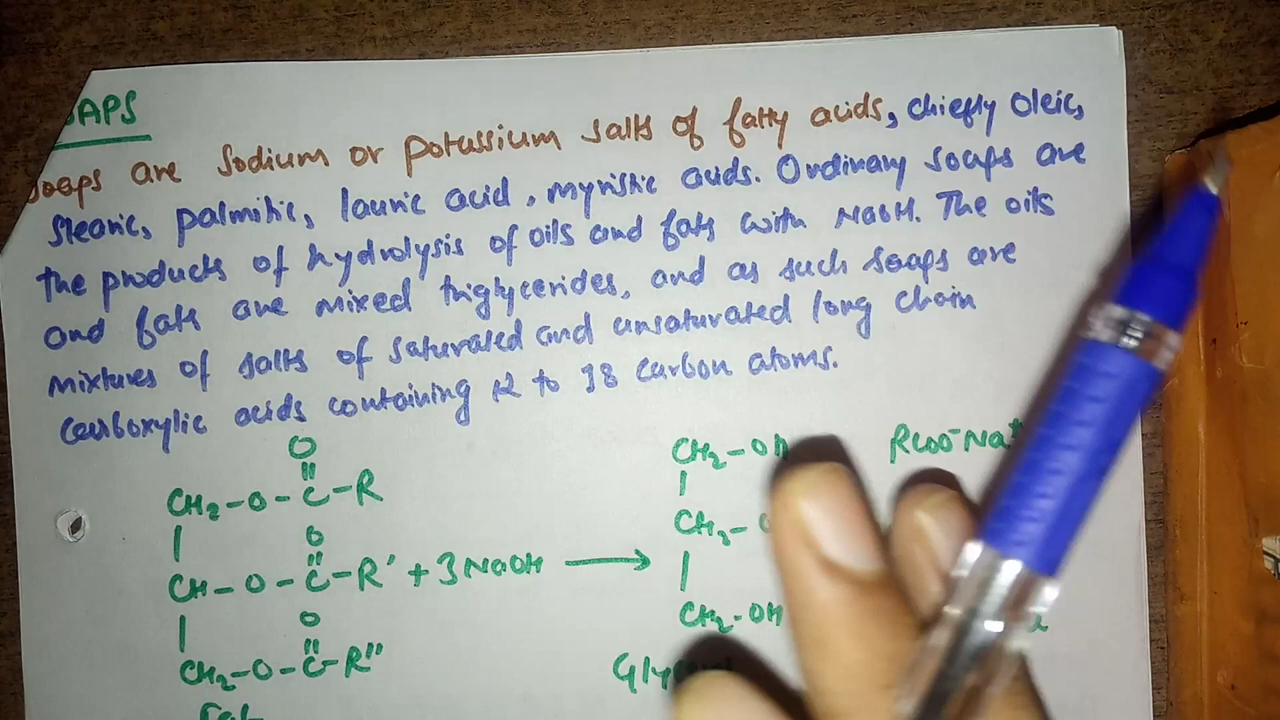 SOAPS
Soaps are Sodium or potassium salts of fatty acids, chiefly oleic,
stearic, palmitic, lauric acid, myristic acids. Ordinary soaps are
the products of hydrolysis of oils and fats with NaOH. The oils
and fats are mixed triglycerides, and as such soaps are
mixtures of salts of saturated and unsaturated long chain
carboxylic acids containing 12 to 18 carbon atoms.
O
CH2-O-C-R
CH2-OH RCOO-Na+
O
CH-O-C-R' + 3NaOH → CH2-
O
CH2-O-C-R''
CH2-OH
Fat